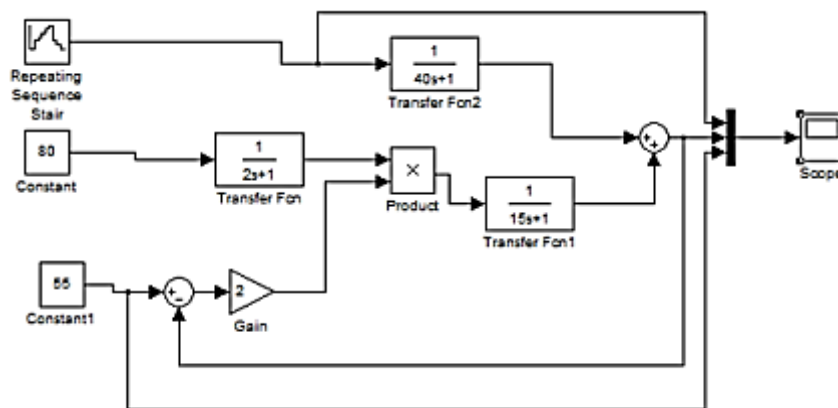 Repeating
Sequence
Stair
1
40s+1
Transfer Fcn2
80
Constant
1
2s+1
Transfer Fcn
×
Product
1
15s+1
Transfer Fcn1
+
+
Scope
55
Constant1
+
−
2
Gain